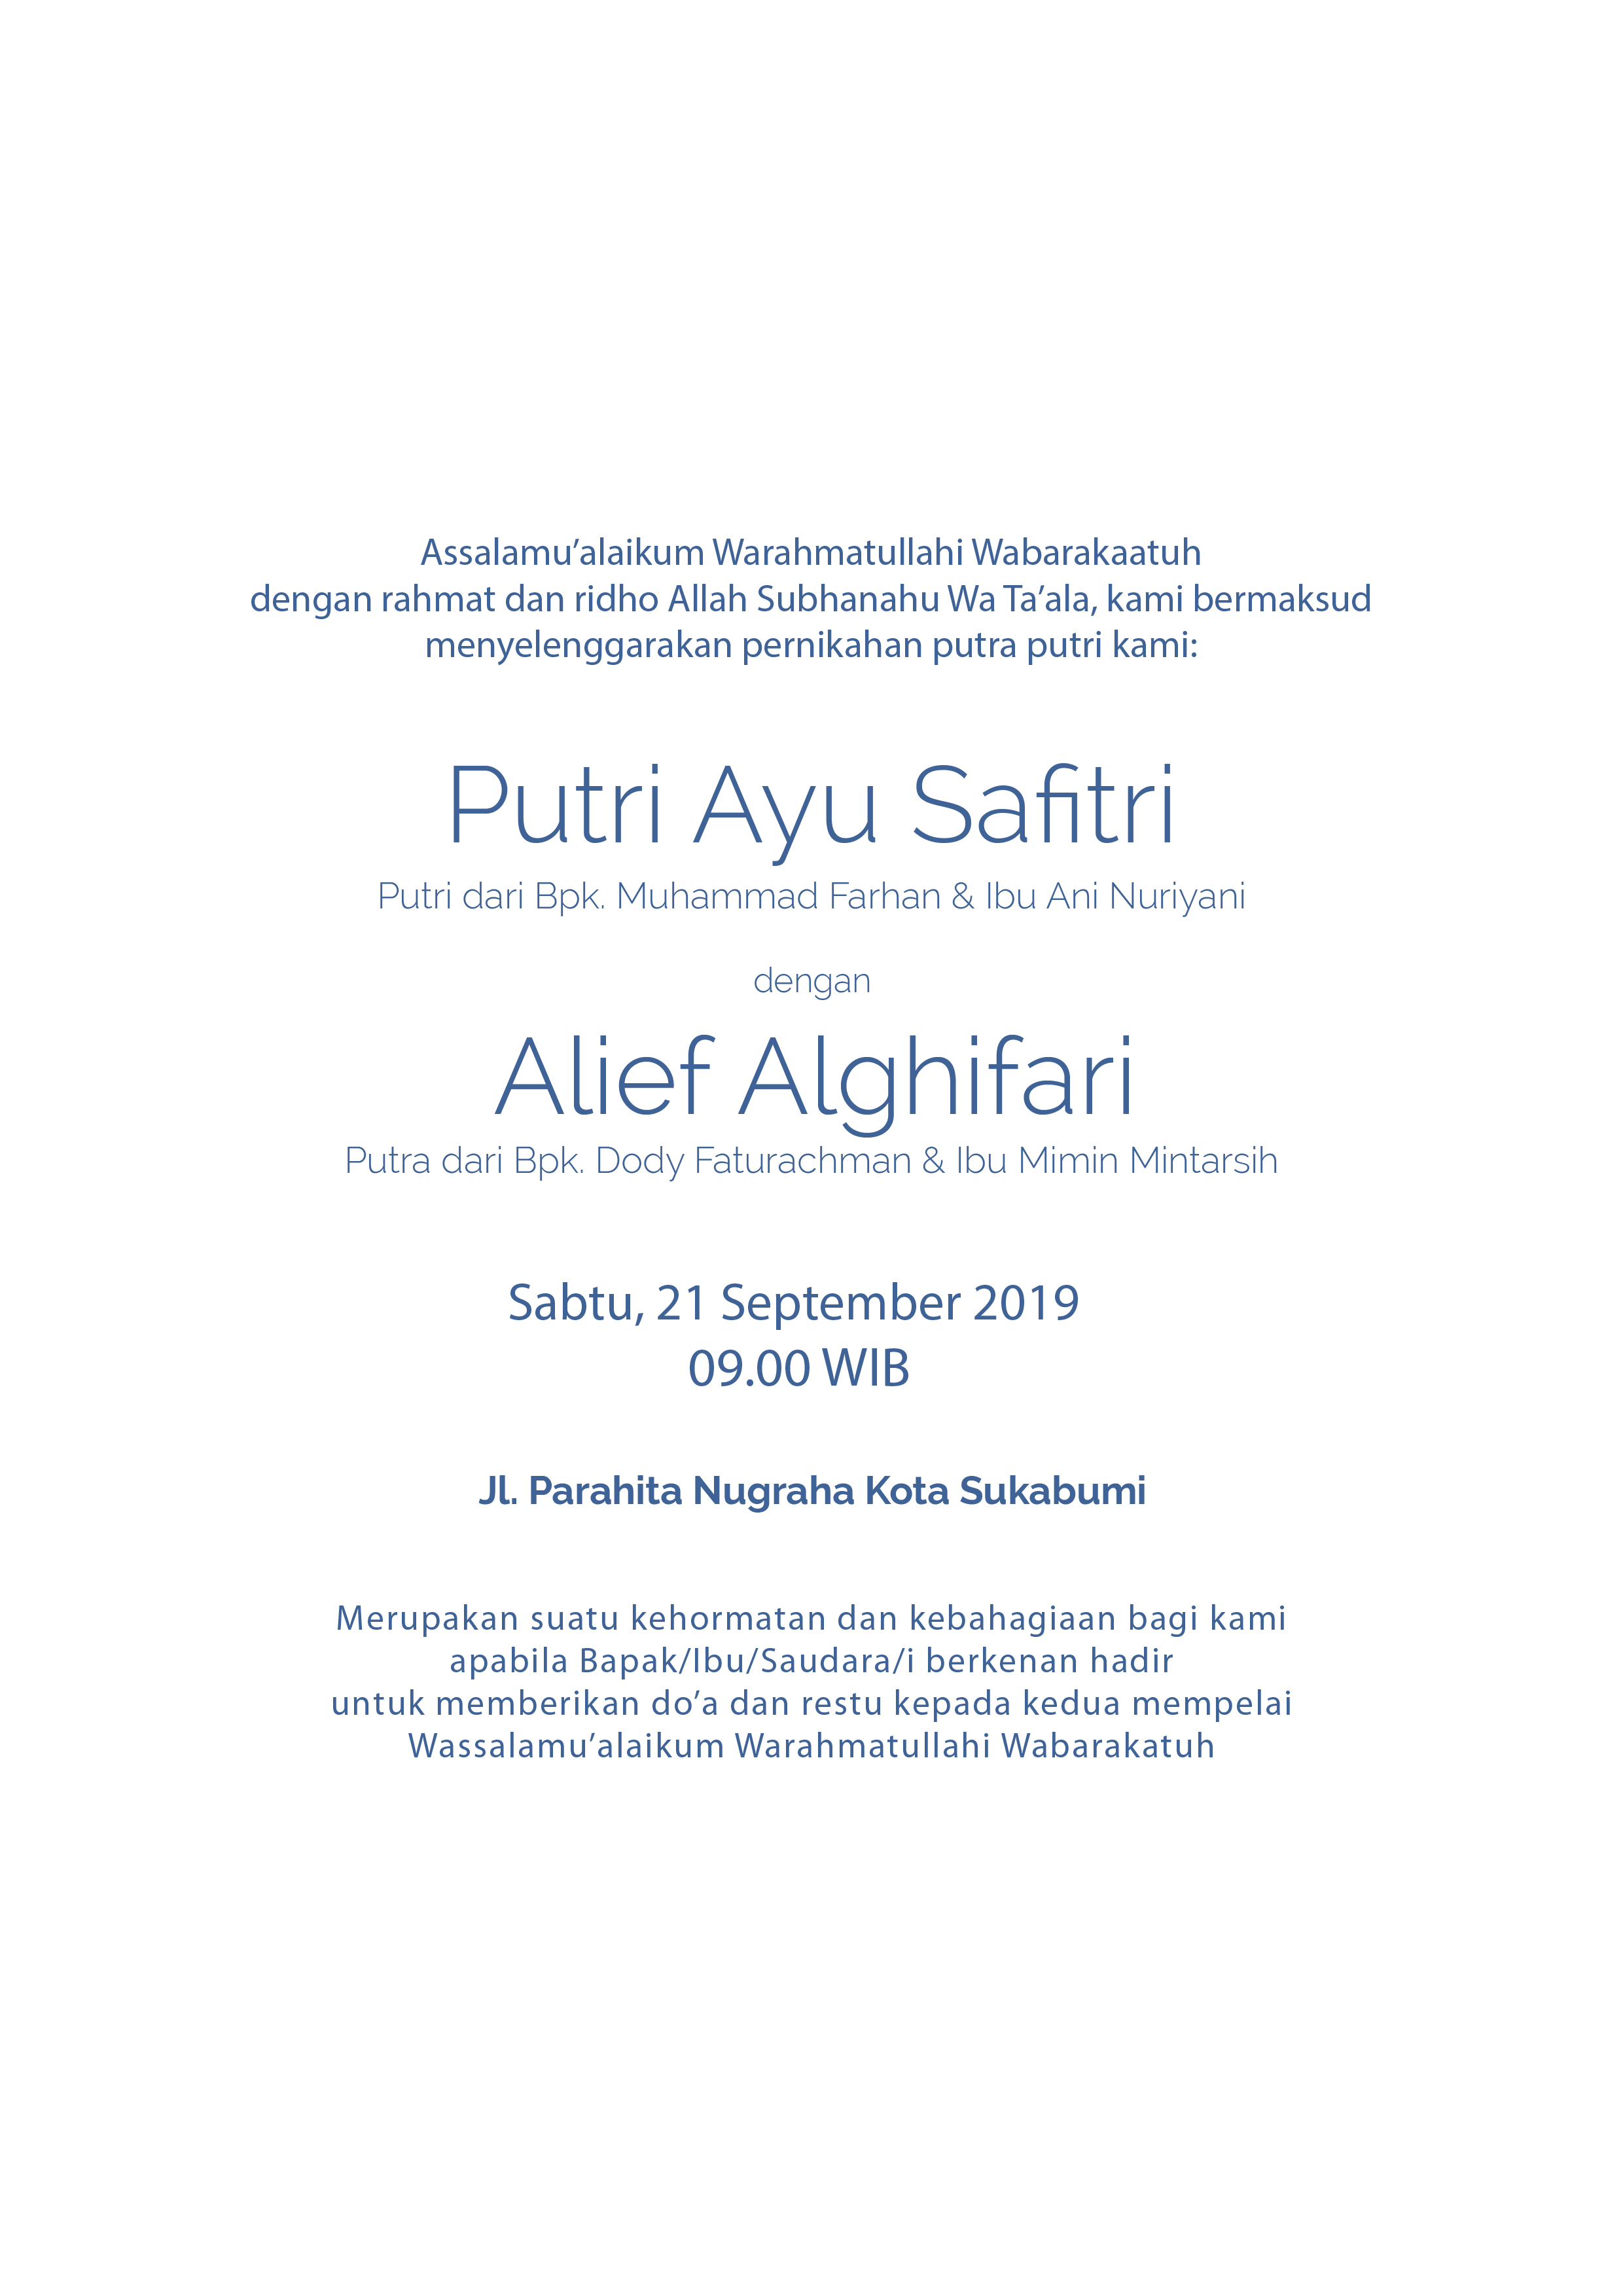 Assalamu’alaikum Warahmatullahi Wabarakaatuh
dengan rahmat dan ridho Allah Subhanahu Wa Ta’ala, kami bermaksud
menyelenggarakan pernikahan putra putri kami:
Putri Ayu Safitri
Putri dari Bpk. Muhammad Farhan & Ibu Ani Nuriyani
dengan
Alief Alghifari
Putra dari Bpk. Dody Faturachman & Ibu Mimin Mintarsih
Sabtu, 21 September 2019
09.00 WIB
Jl. Parahita Nugraha Kota Sukabumi
Merupakan suatu kehormatan dan kebahagiaan bagi kami
apabila Bapak/Ibu/Saudara/i berkenan hadir
untuk memberikan do’a dan restu kepada kedua mempelai
Wassalamu’alaikum Warahmatullahi Wabarakatuh